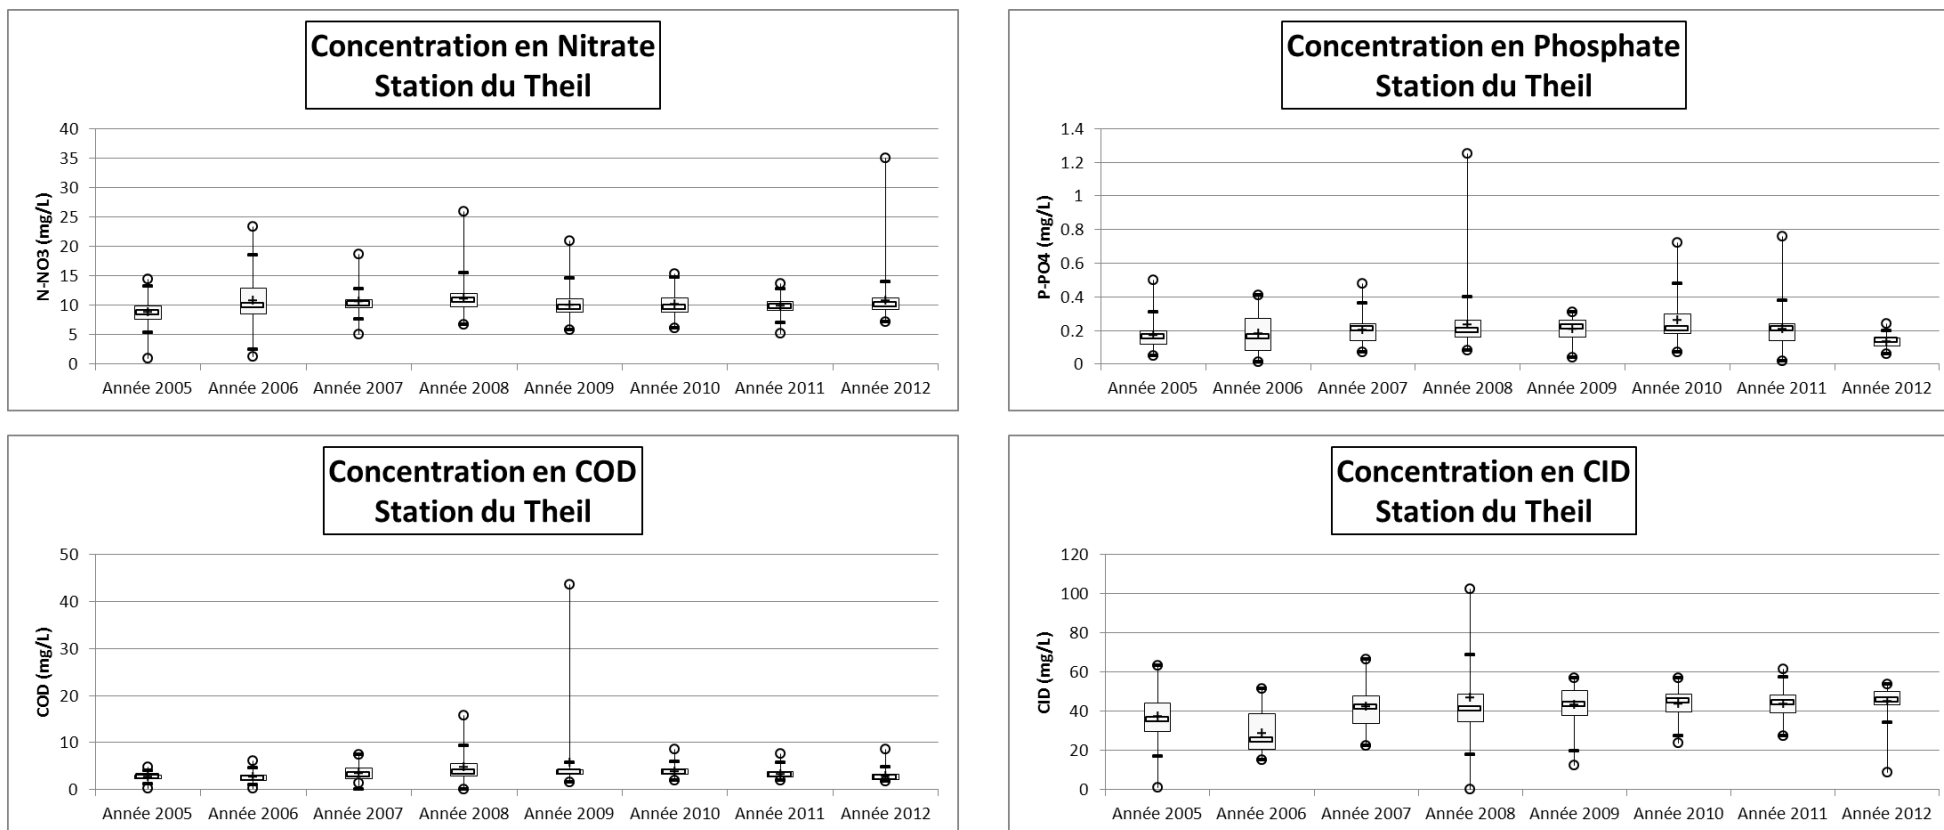 Concentration en Nitrate
Station du Theil
N-NO3 (mg/L)
40
35
30
25
20
15
10
5
0
Année 2005 Année 2006 Année 2007 Année 2008 Année 2009 Année 2010 Année 2011 Année 2012
Concentration en Phosphate
Station du Theil
P-PO4 (mg/L)
1.4
1.2
1
0.8
0.6
0.4
0.2
0
Année 2005 Année 2006 Année 2007 Année 2008 Année 2009 Année 2010 Année 2011 Année 2012
Concentration en COD
Station du Theil
COD (mg/L)
50
40
30
20
10
0
Année 2005 Année 2006 Année 2007 Année 2008 Année 2009 Année 2010 Année 2011 Année 2012
Concentration en CID
Station du Theil
CID (mg/L)
120
100
80
60
40
20
0
Année 2005 Année 2006 Année 2007 Année 2008 Année 2009 Année 2010 Année 2011 Année 2012